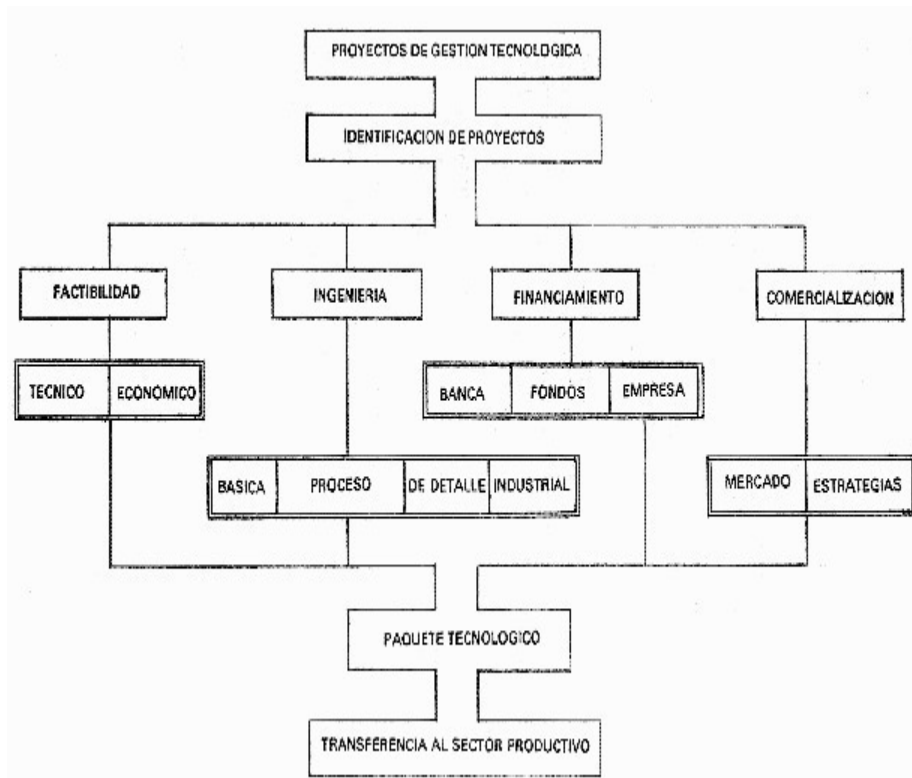 PROYECTOS DE GESTION TECNOLOGICA
IDENTIFICACION DE PROYECTOS
FACTIBILIDAD
INGENIERIA
FINANCIAMIENTO
COMERCIALIZACION
TECNICO
ECONÓMICO
BANCA
FONDOS
EMPRESA
BASICA
PROCESO
DE DETALLE
INDUSTRIAL
MERCADO
ESTRATEGIAS
PAQUETE TECNOLOGICO
TRANSFERENCIA AL SECTOR PRODUCTIVO